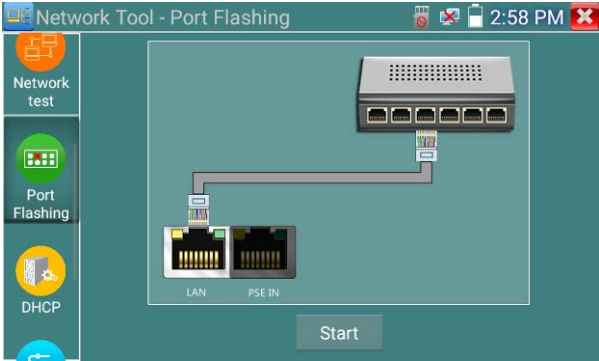 Network Tool - Port Flashing
2:58 PM
Network
test
Port
Flashing
DHCP
LAN
PSE IN
Start